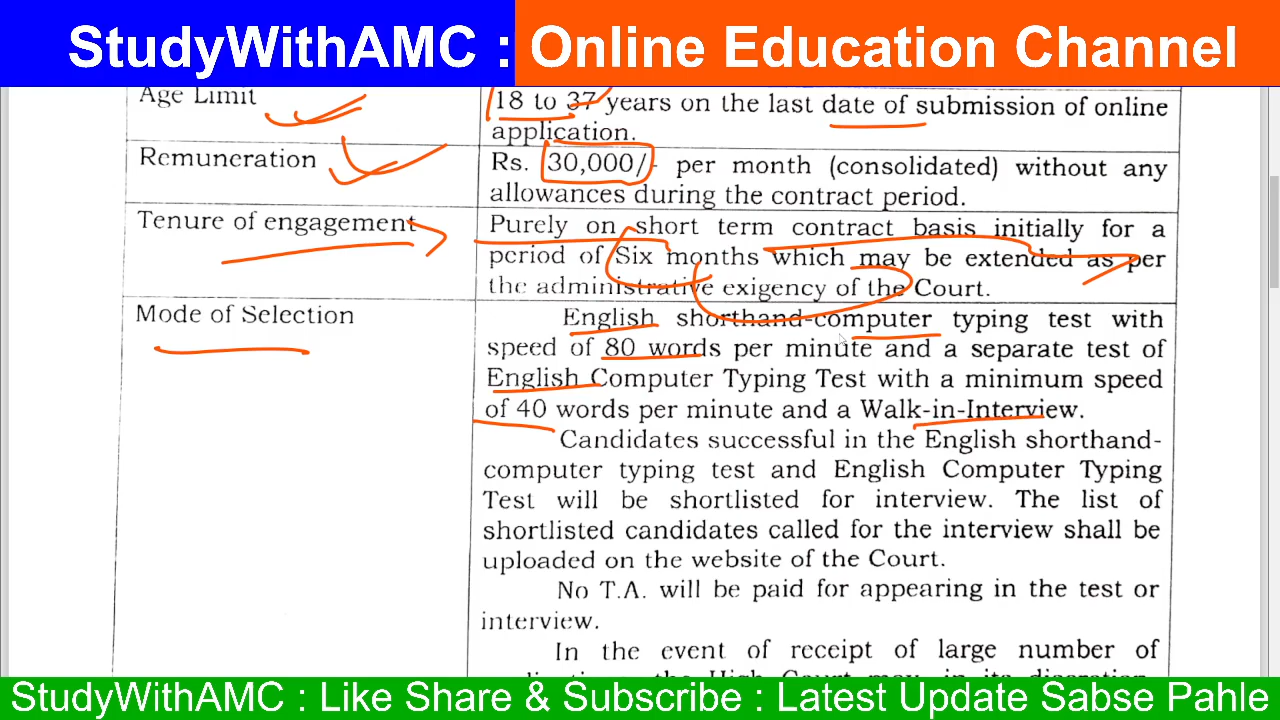 StudyWithAMC : Online Education Channel
Age Limit
18 to 37 years on the last date of submission of online
application.
Remuneration
Rs. 30,000/- per month (consolidated) without any
allowances during the contract period.
Tenure of engagement
Purely on short term contract basis initially for a
period of Six months which may be extended as per
the administrative exigency of the Court.
Mode of Selection
English shorthand-computer typing test with
speed of 80 words per minute and a separate test of
English Computer Typing Test with a minimum speed
of 40 words per minute and a Walk-in-Interview.
Candidates successful in the English shorthand-
computer typing test and English Computer Typing
Test will be shortlisted for interview. The list of
shortlisted candidates called for the interview shall be
uploaded on the website of the Court.
No T.A. will be paid for appearing in the test or
interview.
In the event of receipt of large number of
StudyWithAMC : Like Share & Subscribe : Latest Update Sabse Pahle